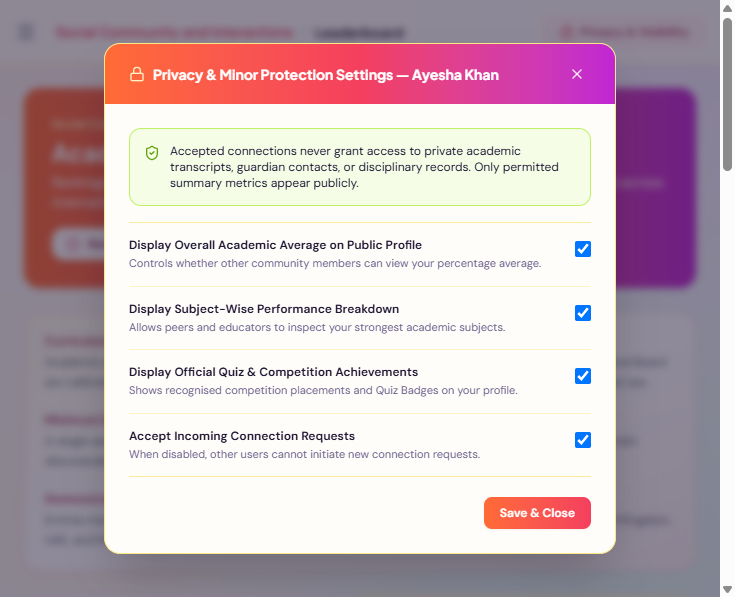 Social Community and Interactions
Leaderboard
Privacy & Visibility
Privacy & Minor Protection Settings — Ayesha Khan
Accepted connections never grant access to private academic
transcripts, guardian contacts, or disciplinary records. Only permitted
summary metrics appear publicly.
Display Overall Academic Average on Public Profile
Controls whether other community members can view your percentage average.
Display Subject-Wise Performance Breakdown
Allows peers and educators to inspect your strongest academic subjects.
Display Official Quiz & Competition Achievements
Shows recognised competition placements and Quiz Badges on your profile.
Accept Incoming Connection Requests
When disabled, other users cannot initiate new connection requests.
Save & Close